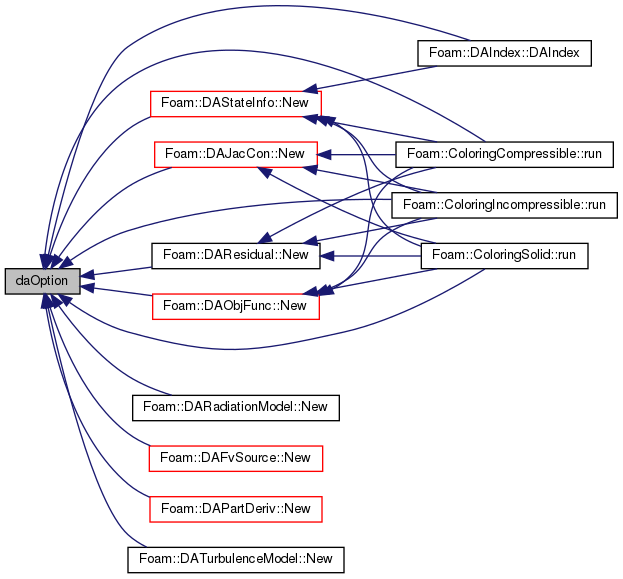 Foam::DAIndex::DAIndex
Foam::DAStateInfo::New
Foam::DAJacCon::New
Foam::ColoringCompressible::run
Foam::ColoringIncompressible::run
Foam::DAResidual::New
Foam::ColoringSolid::run
daOption
Foam::DAObjFunc::New
Foam::DARadiationModel::New
Foam::DAFvSource::New
Foam::DAPartDeriv::New
Foam::DATurbulenceModel::New